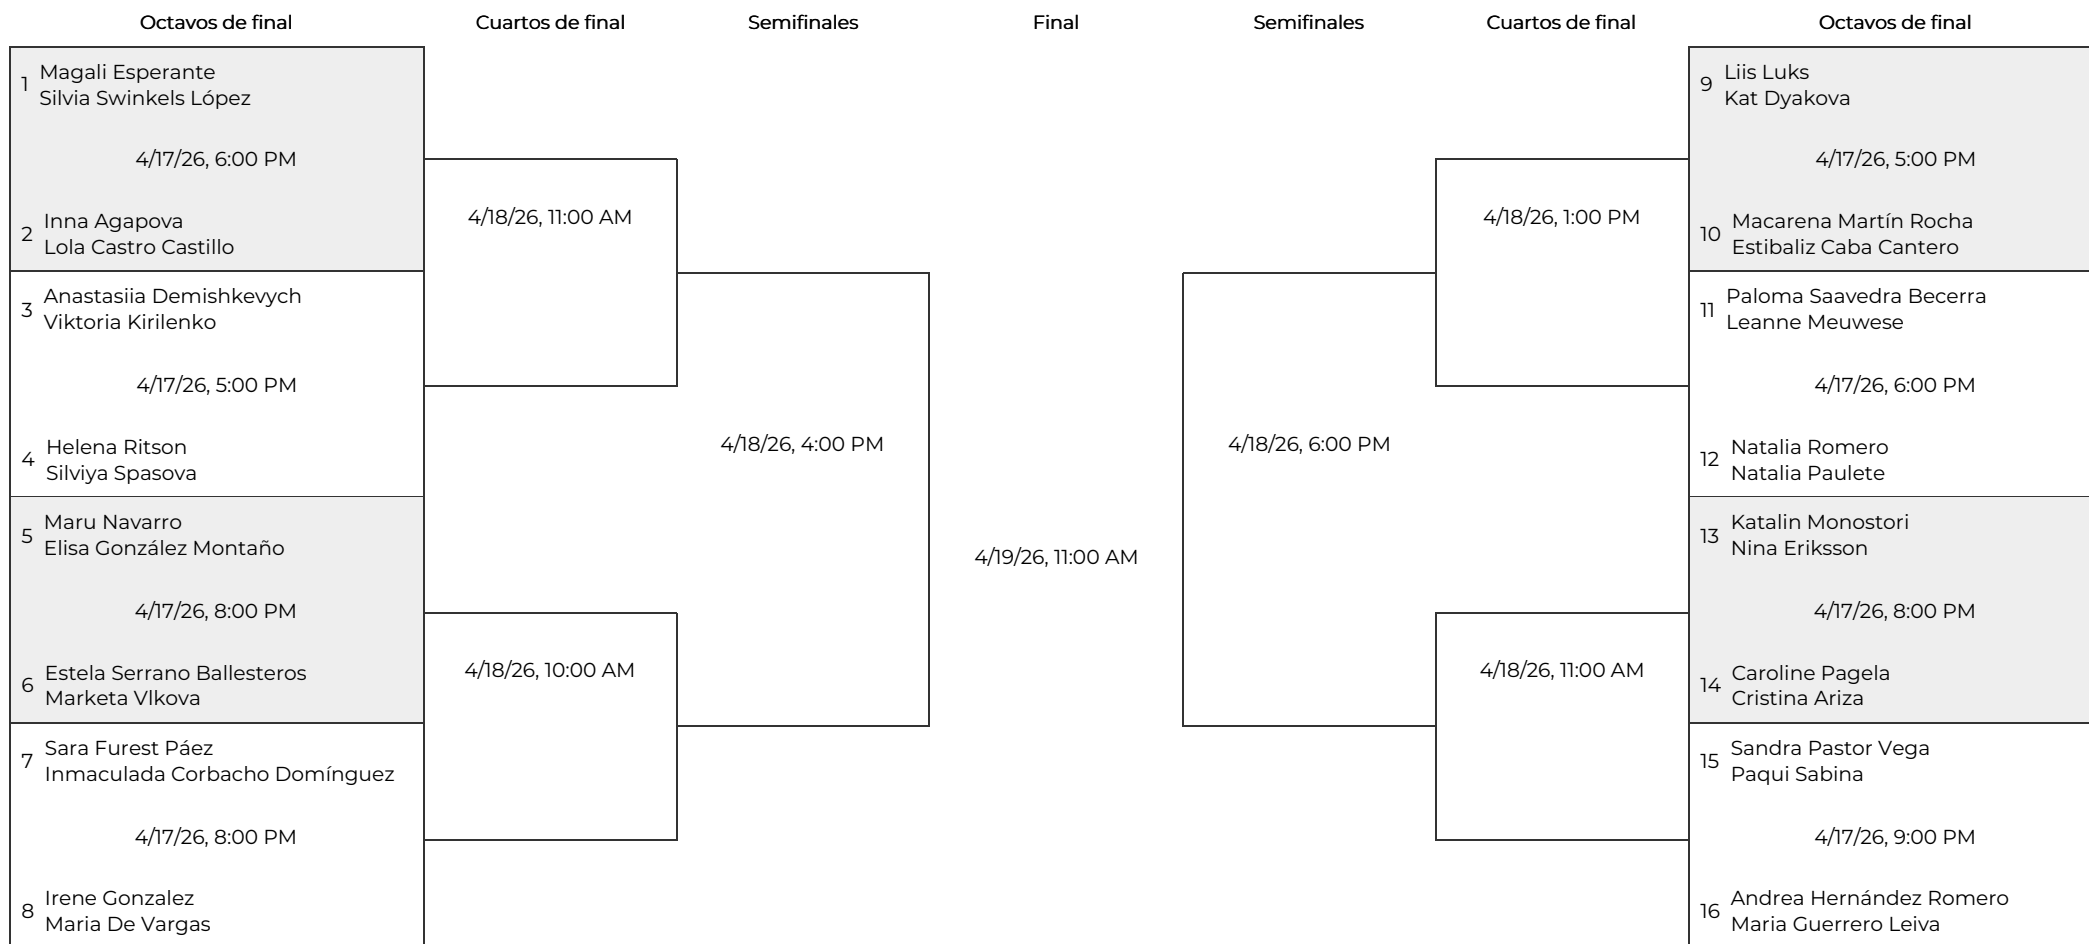 Octavos de final
Cuartos de final
Semifinales
Final
Semifinales
Cuartos de final
Octavos de final
1
Magali Esperante
Silvia Swinkels López
4/17/26, 6:00 PM
2
Inna Agapova
Lola Castro Castillo
3
Anastasiia Demishkevych
Viktoria Kirilenko
4/17/26, 5:00 PM
4
Helena Ritson
Silviya Spasova
5
Maru Navarro
Elisa González Montaño
4/17/26, 8:00 PM
6
Estela Serrano Ballesteros
Marketa Vlkova
7
Sara Furest Páez
Inmaculada Corbacho Domínguez
4/17/26, 8:00 PM
8
Irene Gonzalez
Maria De Vargas
4/18/26, 11:00 AM
4/18/26, 10:00 AM
4/18/26, 4:00 PM
4/19/26, 11:00 AM
4/18/26, 6:00 PM
4/18/26, 1:00 PM
4/18/26, 11:00 AM
9
Liis Luks
Kat Dyakova
4/17/26, 5:00 PM
10
Macarena Martín Rocha
Estibaliz Caba Cantero
11
Paloma Saavedra Becerra
Leanne Meuwese
4/17/26, 6:00 PM
12
Natalia Romero
Natalia Paulete
13
Katalin Monostori
Nina Eriksson
4/17/26, 8:00 PM
14
Caroline Pagela
Cristina Ariza
15
Sandra Pastor Vega
Paqui Sabina
4/17/26, 9:00 PM
16
Andrea Hernández Romero
Maria Guerrero Leiva